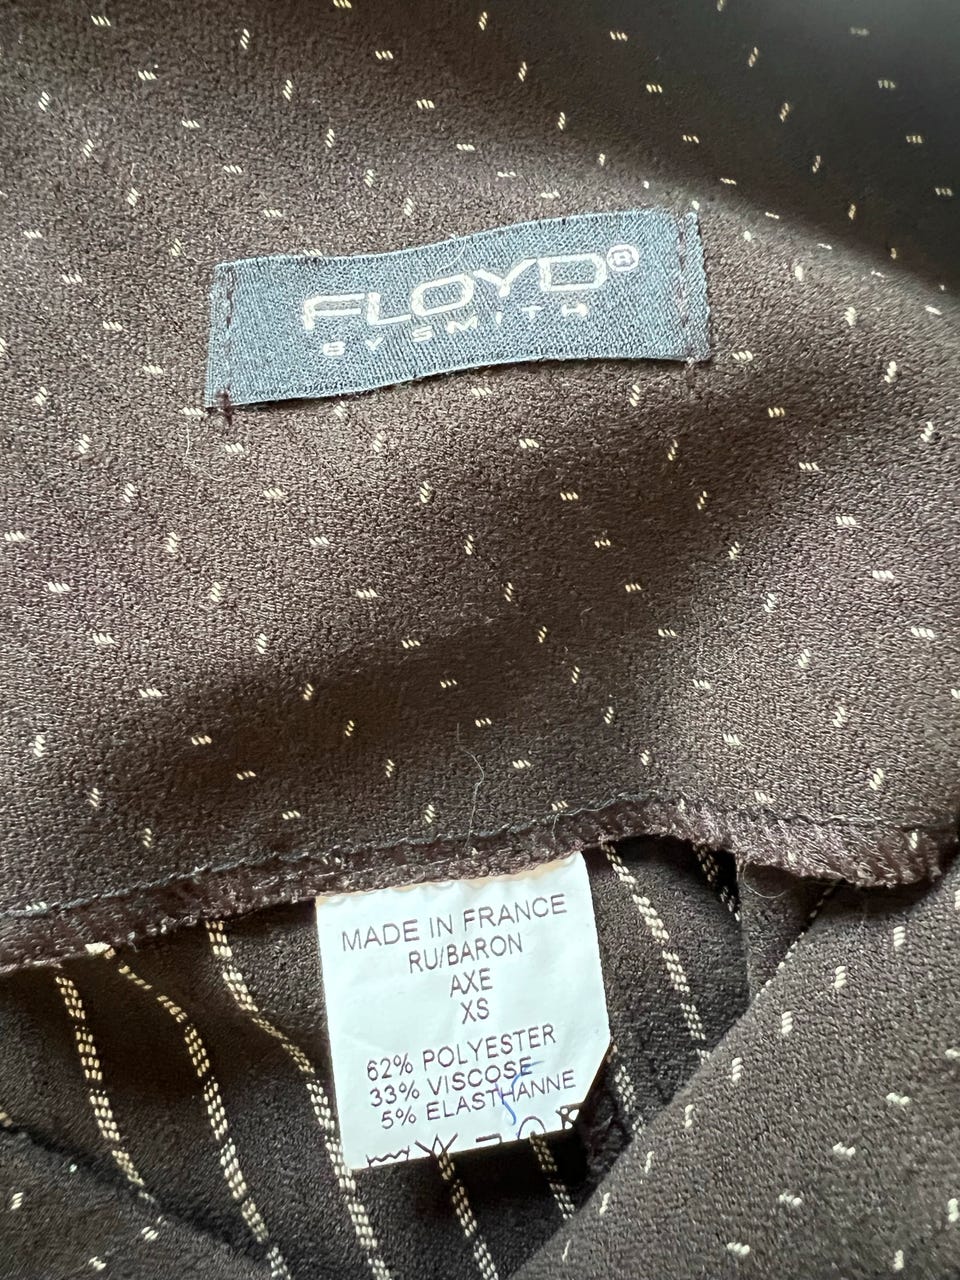 FLOYD®
BY SMITH
MADE IN FRANCE
RU/BARON
AXE
XS
62% POLYESTER
33% VISCOSE
5% ELASTHANNE